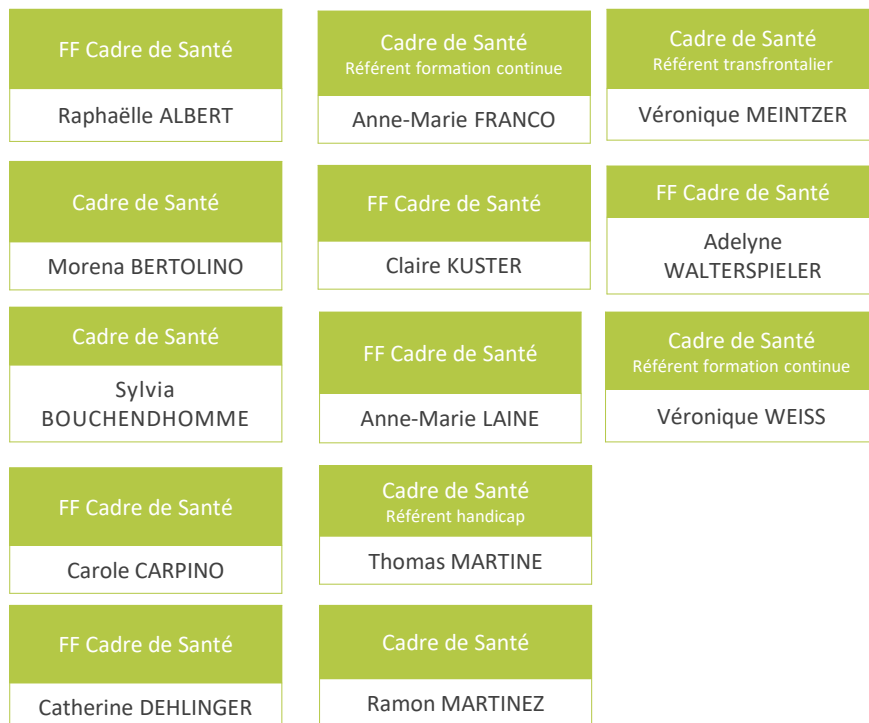 FF Cadre de Santé
Raphaëlle ALBERT
Cadre de Santé
Morena BERTOLINO
Cadre de Santé
Sylvia
BOUCHENDHOMME
FF Cadre de Santé
Carole CARPINO
FF Cadre de Santé
Catherine DEHLINGER
Cadre de Santé
Référent formation continue
Anne-Marie FRANCO
FF Cadre de Santé
Claire KUSTER
FF Cadre de Santé
Anne-Marie LAINE
Cadre de Santé
Référent handicap
Thomas MARTINE
Cadre de Santé
Ramon MARTINEZ
Cadre de Santé
Référent transfrontalier
Véronique MEINTZER
FF Cadre de Santé
Adelyne
WALTERSPIELER
Cadre de Santé
Référent formation continue
Véronique WEISS